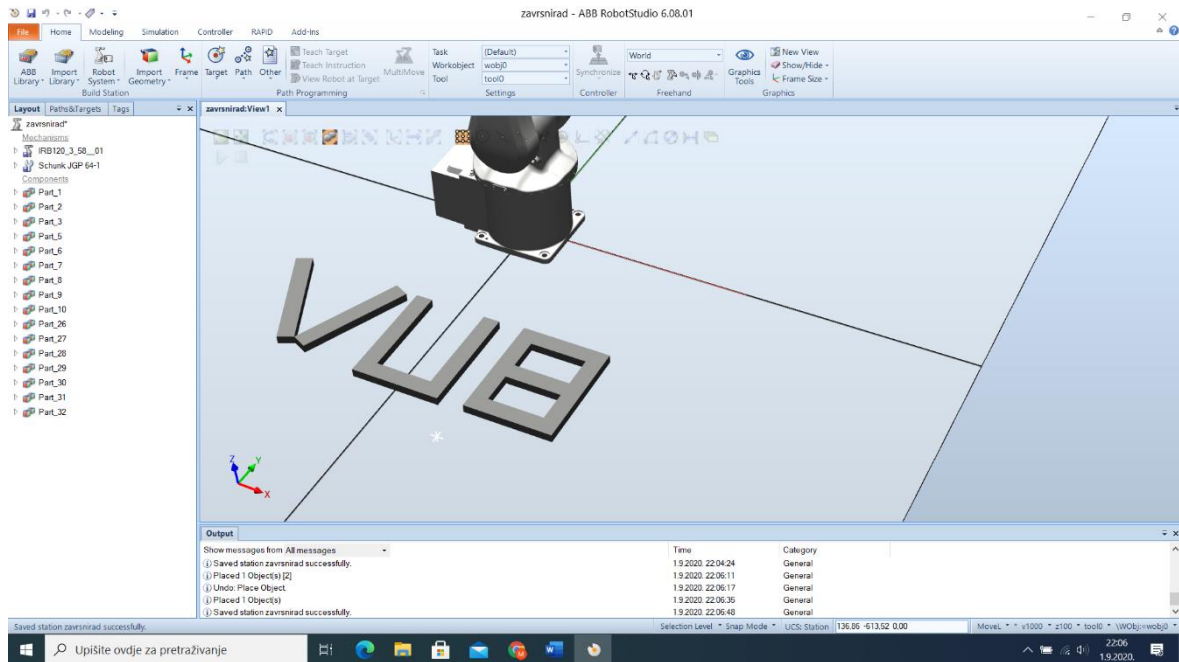 zavrsnirad - ABB RobotStudio 6.08.01
File Home Modeling Simulation Controller RAPID Add-Ins
ABB Library
Import Library
Robot System
Import Geometry
Frame
Build Station
Target
Path
Other
Teach Target
Teach Instruction
View Robot at Target
MultiMove
Path Programming
Task (Default)
Workobject wobj0
Tool tool0
Settings
Synchronize
Controller
World
Freehand
Graphics Tools
New View
Show/Hide
Frame Size
Graphics
Layout Paths&Targets Tags
zavrsnirad:View1
zavrsnirad*
Mechanisms
IRB120_3_58__01
Schunk JGP 64-1
Components
Part_1
Part_2
Part_3
Part_5
Part_6
Part_7
Part_8
Part_9
Part_10
Part_26
Part_27
Part_28
Part_29
Part_30
Part_31
Part_32
VUB
Z Y
X
Output
Show messages from All messages Time Category
Saved station zavrsnirad successfully. 1.9.2020. 22:04:24 General
Placed 1 Object(s) [2] 1.9.2020. 22:06:11 General
Undo: Place Object 1.9.2020. 22:06:17 General
Placed 1 Object(s) 1.9.2020. 22:06:35 General
Saved station zavrsnirad successfully. 1.9.2020. 22:06:48 General
Saved station zavrsnirad successfully. Selection Level Snap Mode UCS: Station 136,86 -613,52 0,00 MoveL * * v1000 * z100 * tool0 * \WObj:=wobj0
Upišite ovdje za pretraživanje
22:06
1.9.2020.